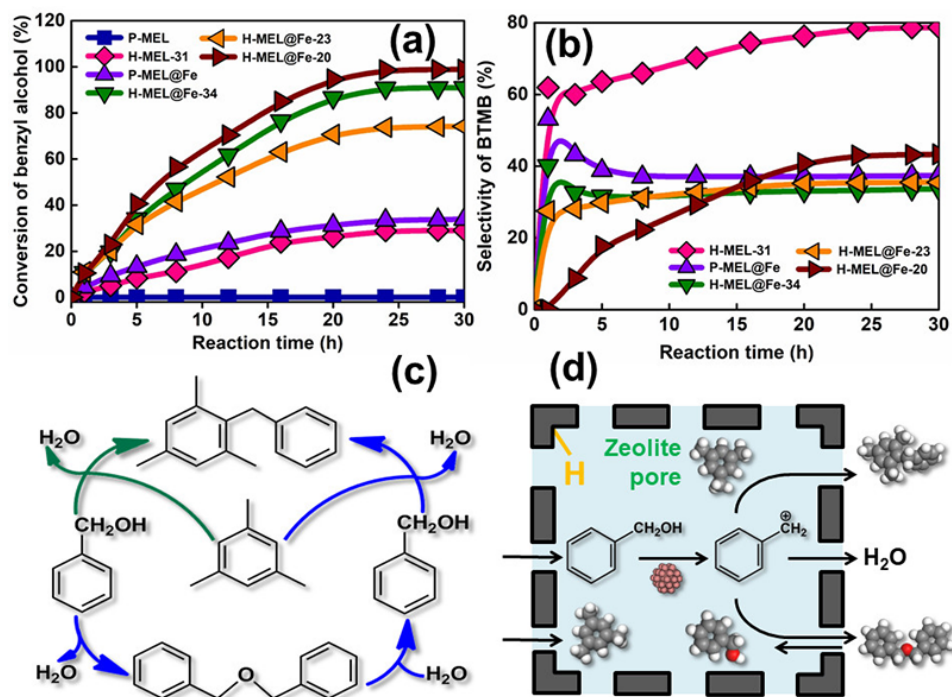 (a)
P-MEL
H-MEL-31
P-MEL@Fe
H-MEL@Fe-34
H-MEL@Fe-23
H-MEL@Fe-20
Conversion of benzyl alcohol (%)
120
100
80
60
40
20
0
0 5 10 15 20 25 30
Reaction time (h)
(b)
Selectivity of BTMB (%)
80
60
40
20
0
H-MEL-31
P-MEL@Fe
H-MEL@Fe-34
H-MEL@Fe-23
H-MEL@Fe-20
0 5 10 15 20 25 30
Reaction time (h)
(c)
H₂O
H₂O
CH₂OH
CH₂OH
H₂O
O
H₂O
(d)
H
Zeolite
pore
CH₂OH
⊕
CH₂
H₂O